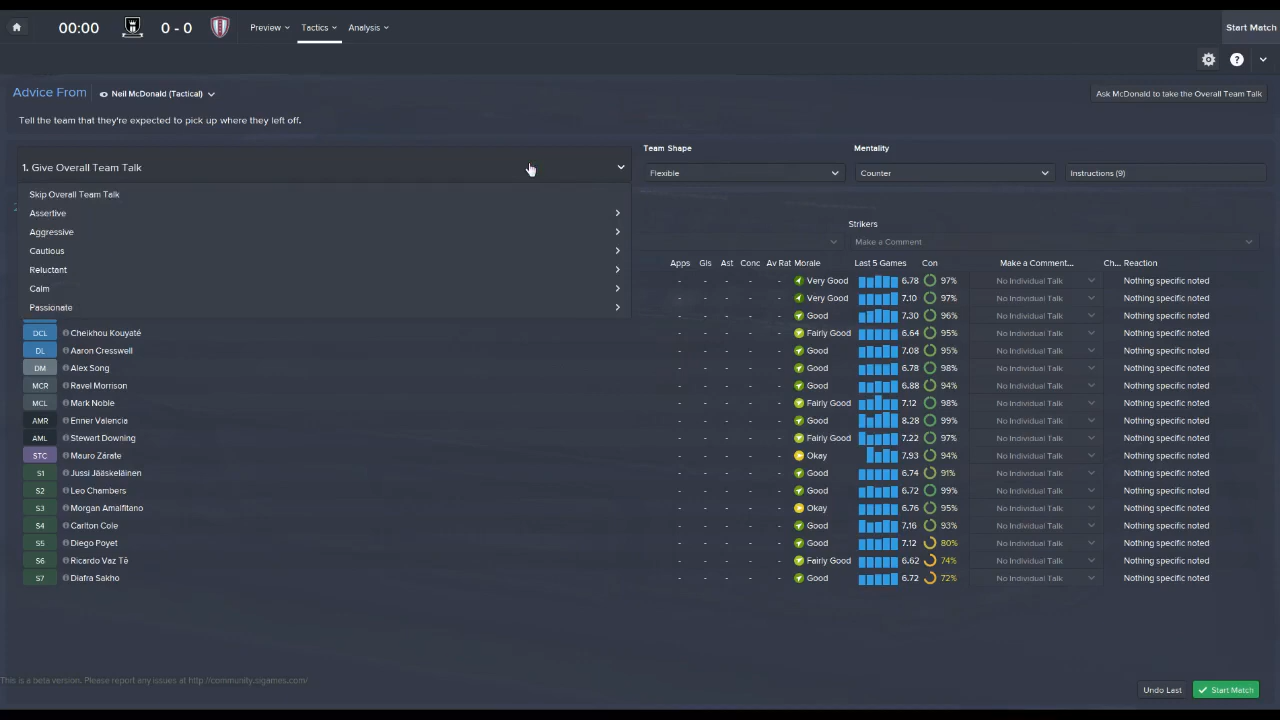 00:00 0 - 0 Preview Tactics Analysis Start Match
Advice From Neil McDonald (Tactical) Ask McDonald to take the Overall Team Talk
Tell the team that they're expected to pick up where they left off.
Team Shape Mentality
1. Give Overall Team Talk Flexible Counter Instructions (9)
Skip Overall Team Talk
Assertive
Aggressive
Cautious
Reluctant
Calm
Passionate
Strikers
Make a Comment
Apps Gls Ast Conc Av Rat Morale Last 5 Games Con Make a Comment... Ch... Reaction
- - - - - Very Good 6.78 97% No Individual Talk Nothing specific noted
- - - - - Very Good 7.10 97% No Individual Talk Nothing specific noted
- - - - - Good 7.30 96% No Individual Talk Nothing specific noted
DCL Cheikhou Kouyaté - - - - - Fairly Good 6.64 95% No Individual Talk Nothing specific noted
DL Aaron Cresswell - - - - - Good 7.08 95% No Individual Talk Nothing specific noted
DM Alex Song - - - - - Good 6.78 98% No Individual Talk Nothing specific noted
MCR Ravel Morrison - - - - - Good 6.88 94% No Individual Talk Nothing specific noted
MCL Mark Noble - - - - - Fairly Good 7.12 98% No Individual Talk Nothing specific noted
AMR Enner Valencia - - - - - Good 8.28 99% No Individual Talk Nothing specific noted
AML Stewart Downing - - - - - Fairly Good 7.22 97% No Individual Talk Nothing specific noted
STC Mauro Zárate - - - - - Okay 7.93 94% No Individual Talk Nothing specific noted
S1 Jussi Jääskeläinen - - - - - Good 6.74 91% No Individual Talk Nothing specific noted
S2 Leo Chambers - - - - - Good 6.72 99% No Individual Talk Nothing specific noted
S3 Morgan Amalfitano - - - - - Okay 6.76 95% No Individual Talk Nothing specific noted
S4 Carlton Cole - - - - - Good 7.16 93% No Individual Talk Nothing specific noted
S5 Diego Poyet - - - - - Good 7.12 80% No Individual Talk Nothing specific noted
S6 Ricardo Vaz Tê - - - - - Fairly Good 6.62 74% No Individual Talk Nothing specific noted
S7 Diafra Sakho - - - - - Good 6.72 72% No Individual Talk Nothing specific noted
This is a beta version. Please report any issues at http://community.sigames.com/
Undo Last Start Match